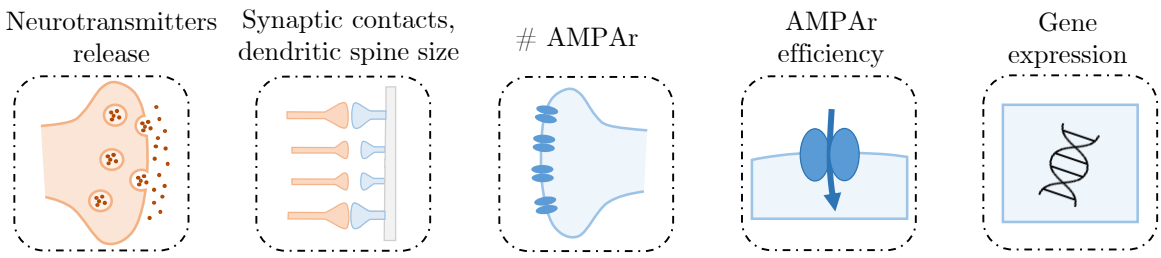 Neurotransmitters
release
Synaptic contacts,
dendritic spine size
# AMPAr
AMPAr
efficiency
Gene
expression